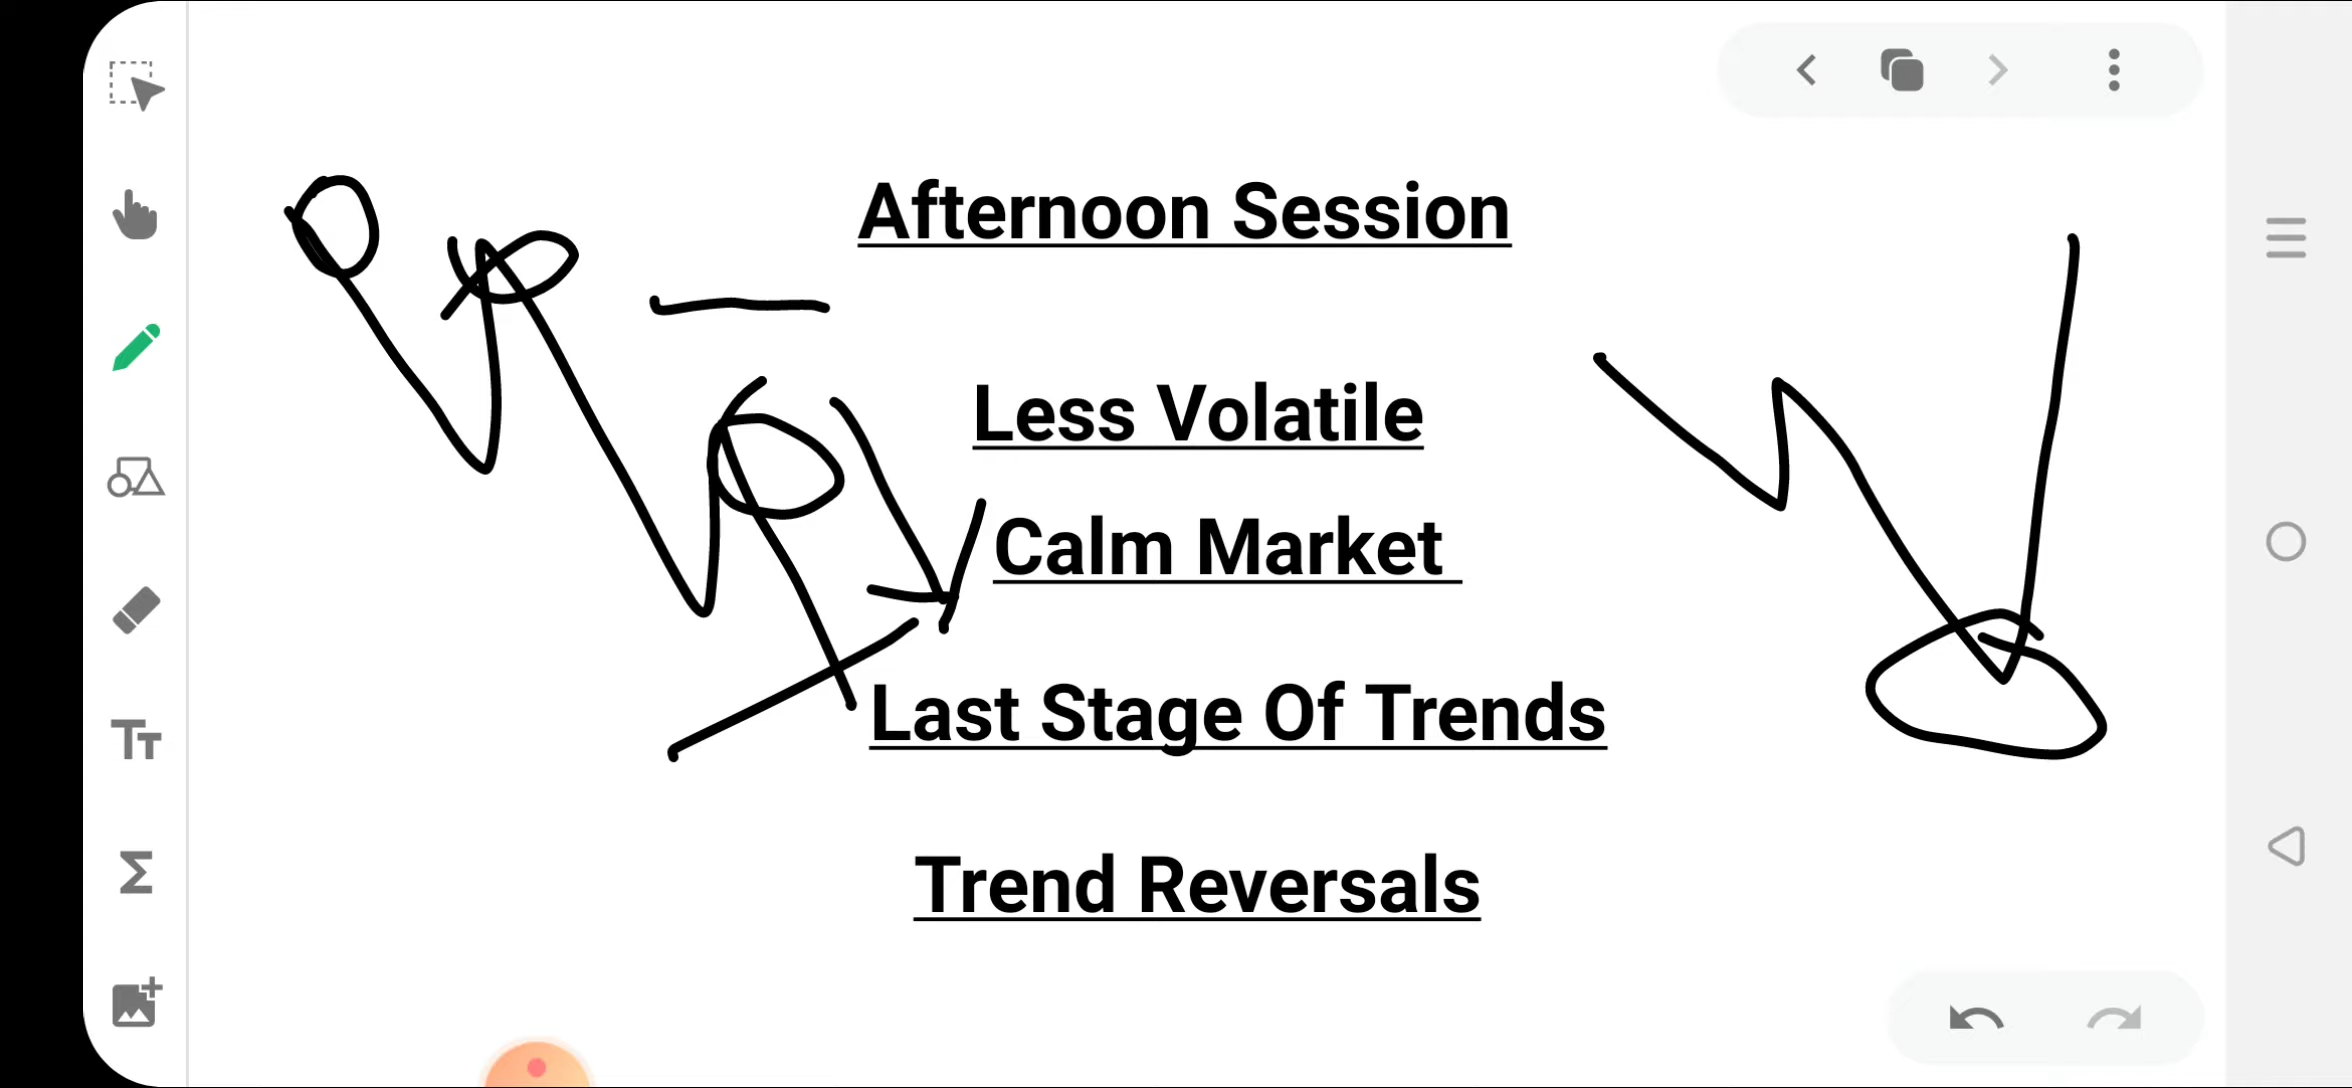 Afternoon Session
Less Volatile
Calm Market
Last Stage Of Trends
Trend Reversals